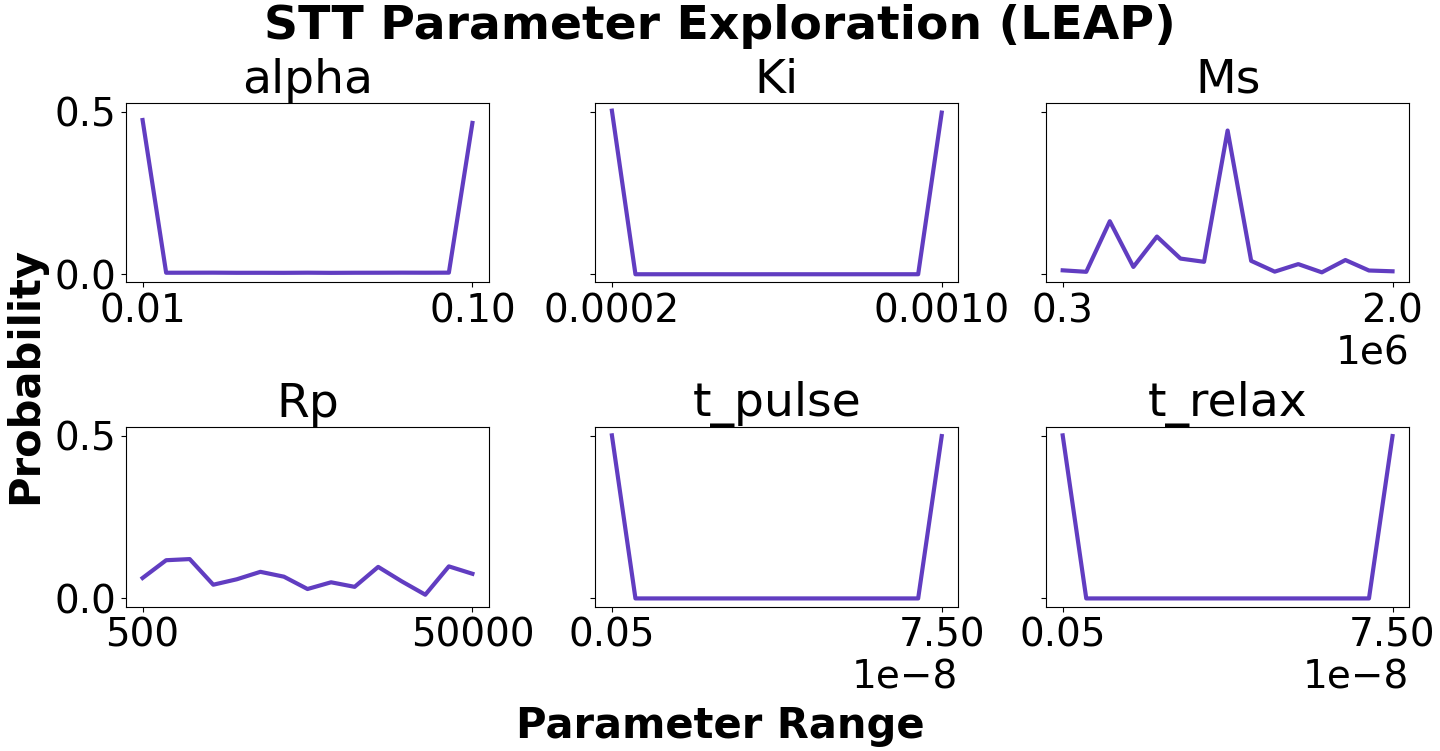 STT Parameter Exploration (LEAP)
alpha
Ki
Ms
0.5
0.0
0.01 0.10
0.0002 0.0010
0.3 2.0
1e6
Probability
Rp
t_pulse
t_relax
0.5
0.0
500 50000
0.05 7.50
1e−8
0.05 7.50
1e−8
Parameter Range